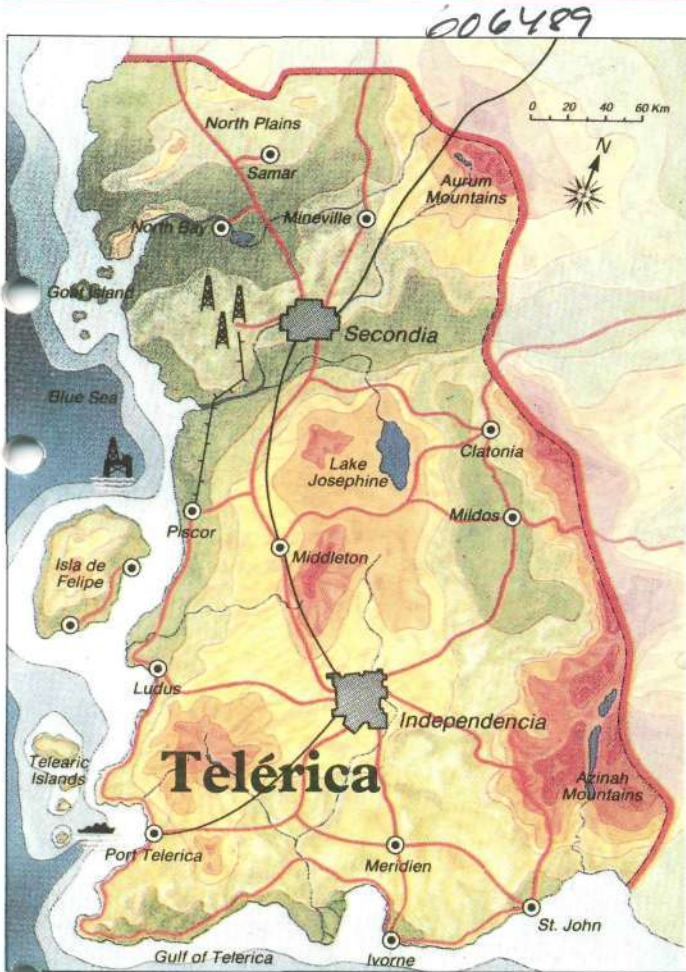 006489
0 20 40 60 Km
N
North Plains
Samar
Aurum
Mountains
North Bay
Mineville
Goat Island
Secondia
Blue Sea
Clatonia
Lake
Josephine
Mildos
Piscor
Middleton
Isla de
Felipe
Ludus
Independencia
Telérica
Telearic
Islands
Azinah
Mountains
Port Telerica
Meridien
St. John
Gulf of Telerica
Ivorne